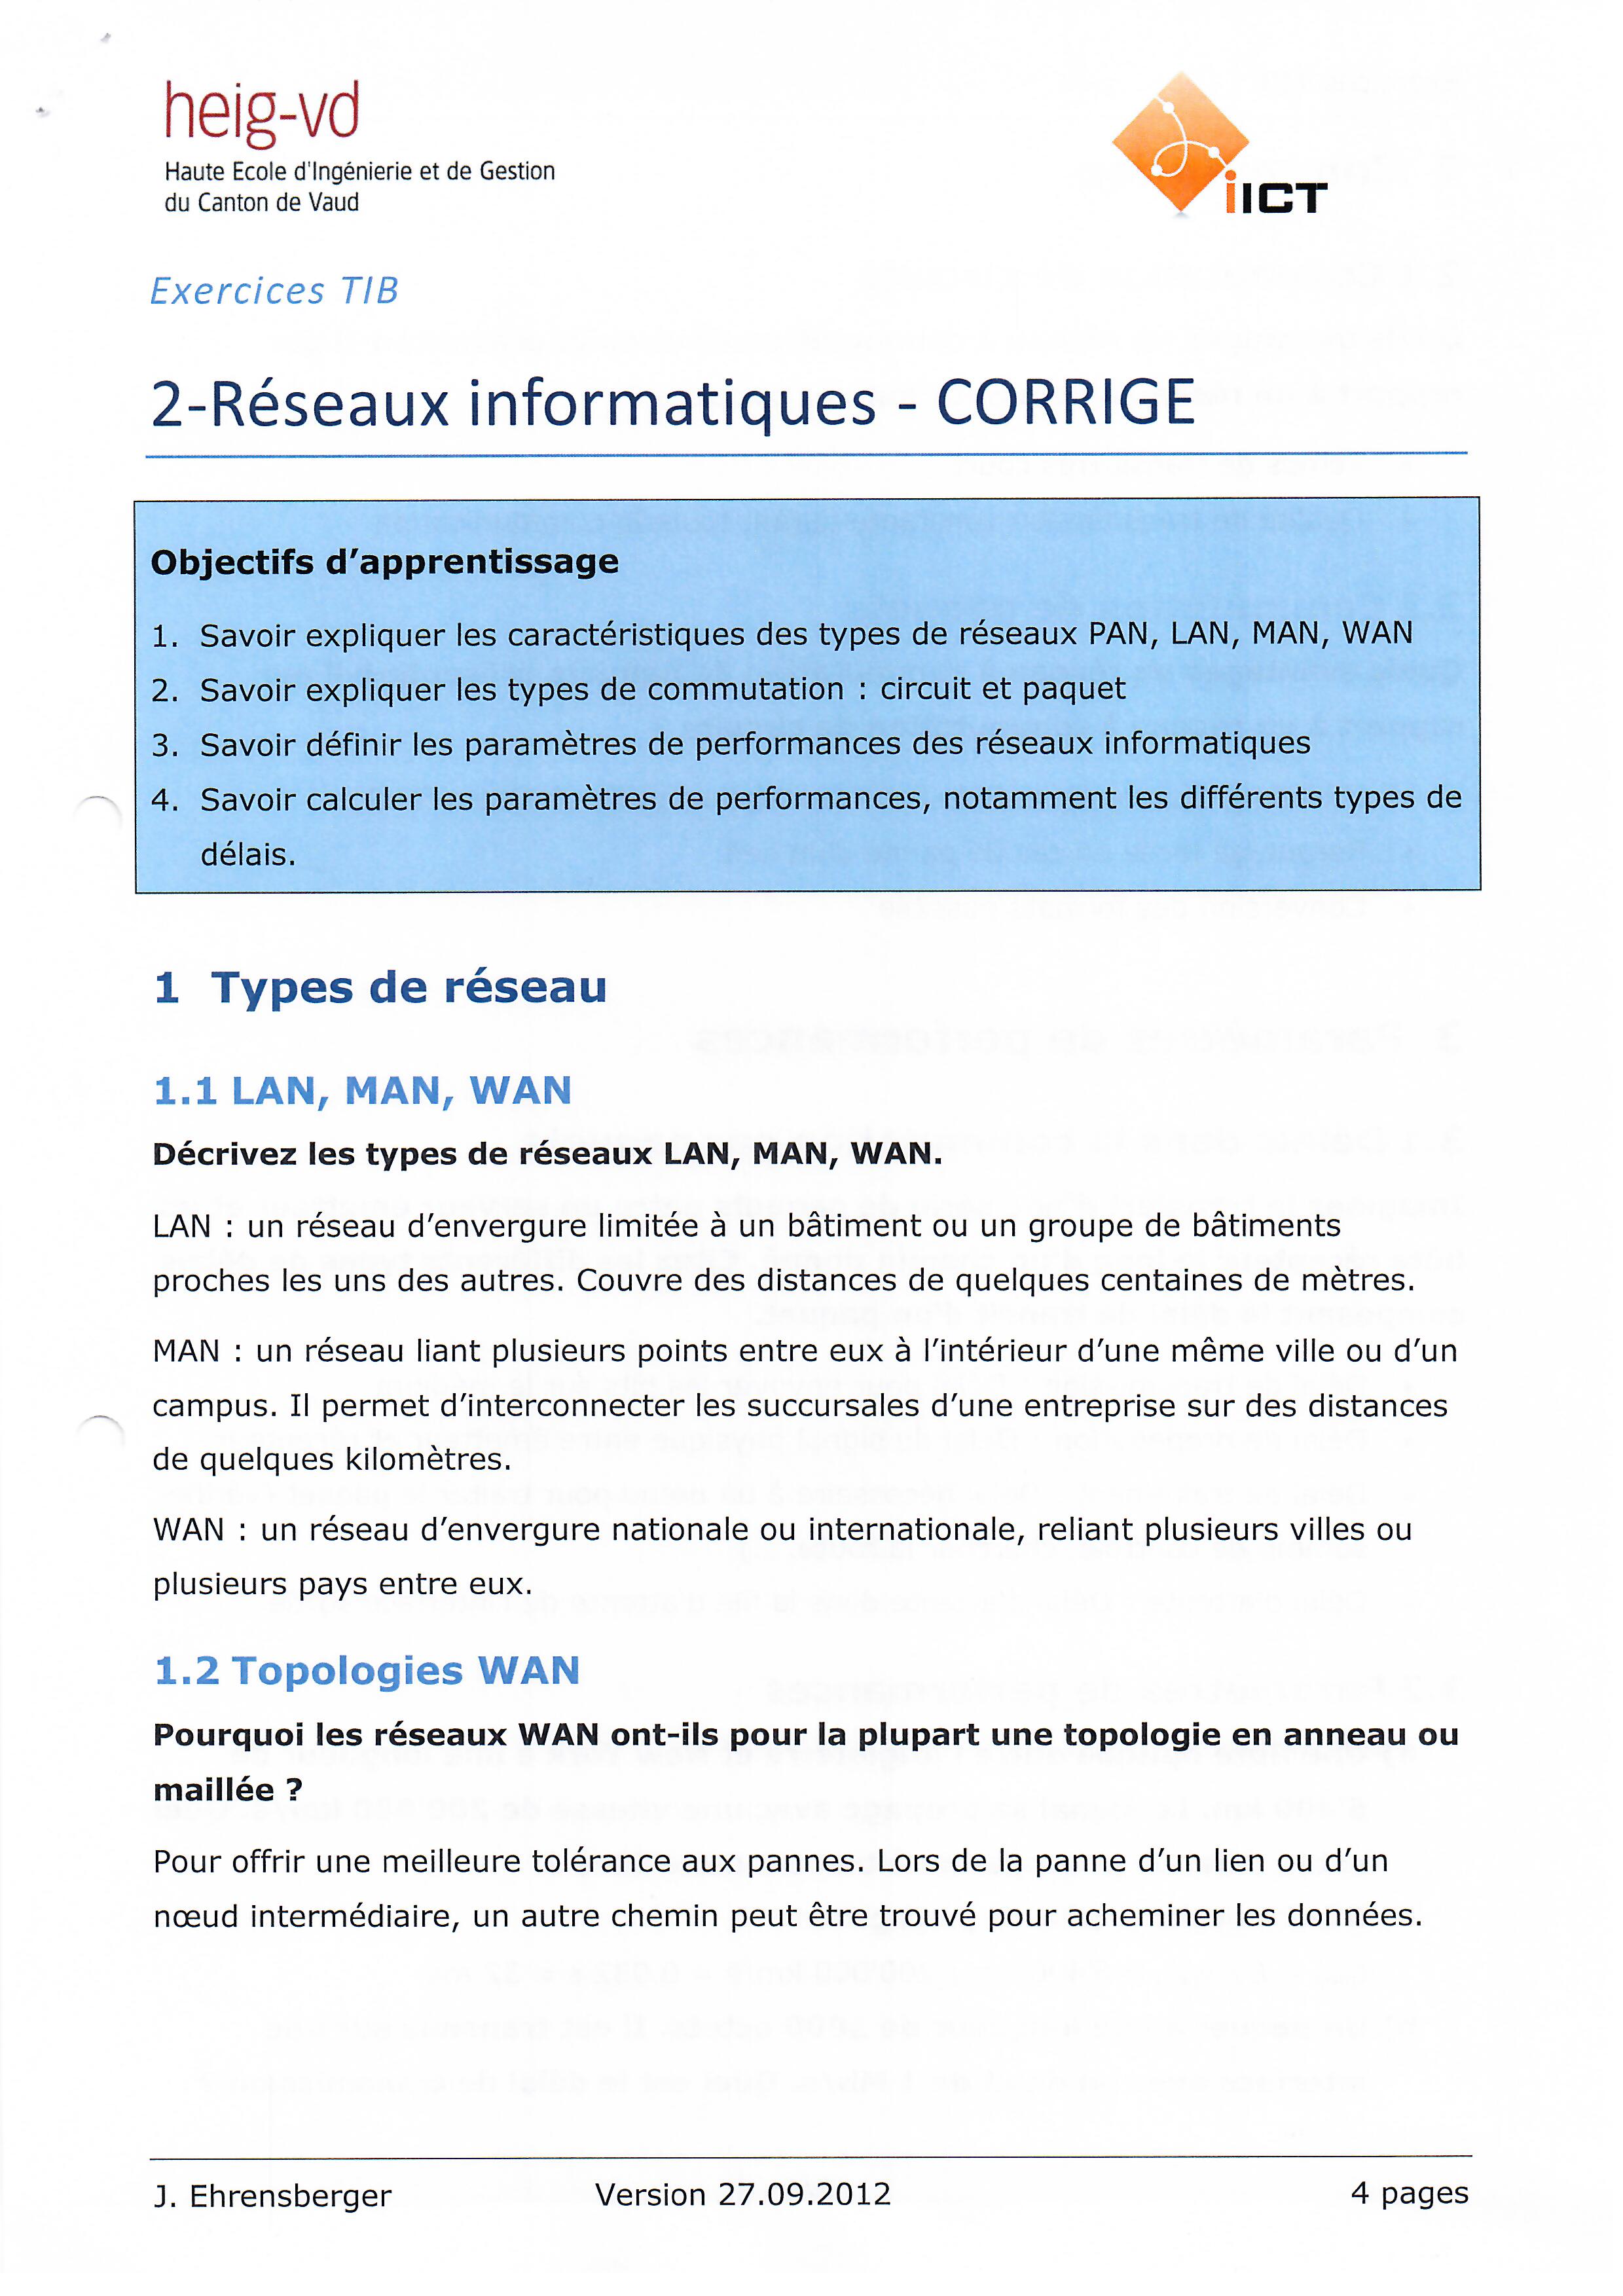 heig-vd
Haute Ecole d'Ingénierie et de Gestion
du Canton de Vaud
iICT
Exercices TIB
2-Réseaux informatiques - CORRIGE
Objectifs d’apprentissage
1. Savoir expliquer les caractéristiques des types de réseaux PAN, LAN, MAN, WAN
2. Savoir expliquer les types de commutation : circuit et paquet
3. Savoir définir les paramètres de performances des réseaux informatiques
4. Savoir calculer les paramètres de performances, notamment les différents types de
délais.
1 Types de réseau
1.1 LAN, MAN, WAN
Décrivez les types de réseaux LAN, MAN, WAN.
LAN : un réseau d’envergure limitée à un bâtiment ou un groupe de bâtiments
proches les uns des autres. Couvre des distances de quelques centaines de mètres.
MAN : un réseau liant plusieurs points entre eux à l’intérieur d’une même ville ou d’un
campus. Il permet d’interconnecter les succursales d’une entreprise sur des distances
de quelques kilomètres.
WAN : un réseau d’envergure nationale ou internationale, reliant plusieurs villes ou
plusieurs pays entre eux.
1.2 Topologies WAN
Pourquoi les réseaux WAN ont-ils pour la plupart une topologie en anneau ou
maillée ?
Pour offrir une meilleure tolérance aux pannes. Lors de la panne d’un lien ou d’un
nœud intermédiaire, un autre chemin peut être trouvé pour acheminer les données.
J. Ehrensberger Version 27.09.2012 4 pages